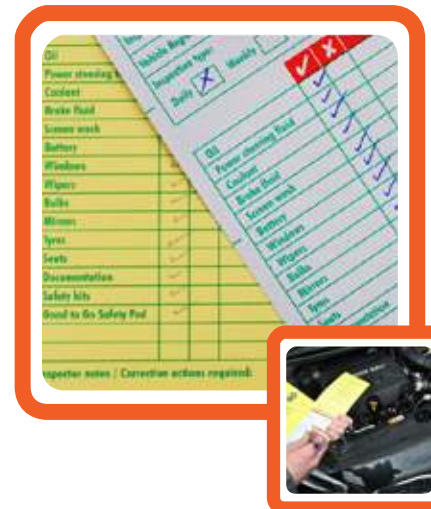 Oil
Power steering
Coolant
Brake fluid
Screen wash
Battery
Windows
Wipers
Bulbs
Mirrors
Tyres
Seats
Documentation
Safety kits
Good to Go Safety Pad
Inspector notes / Corrective actions required:
Vehicle Reg
Inspection type:
Daily
Weekly
Oil
Power steering fluid
Coolant
Brake fluid
Screen wash
Battery
Windows
Wipers
Bulbs
Mirrors
Tyres
Seats